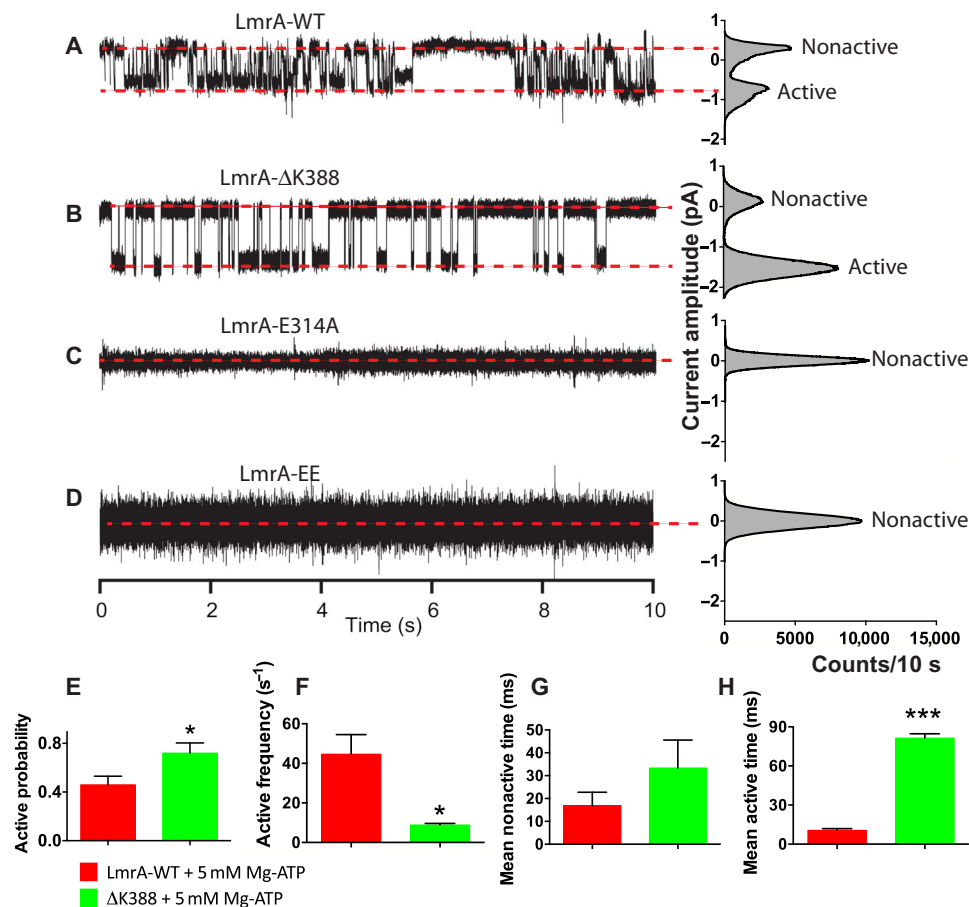 A
LmrA-WT
1
0
−1
−2
Nonactive
Active
B
LmrA-ΔK388
1
0
−1
−2
Nonactive
Active
C
LmrA-E314A
1
0
−1
−2
Nonactive
D
LmrA-EE
1
0
−1
−2
Nonactive
Current amplitude (pA)
0 2 4 6 8 10
Time (s)
0 5000 10,000 15,000
Counts/10 s
E
Active probability
0.8
0.4
0.0
*
F
Active frequency (s⁻¹)
60
40
20
0
*
G
Mean nonactive time (ms)
50
40
30
20
10
0
H
Mean active time (ms)
90
60
30
0
***
LmrA-WT + 5 mM Mg-ATP
ΔK388 + 5 mM Mg-ATP